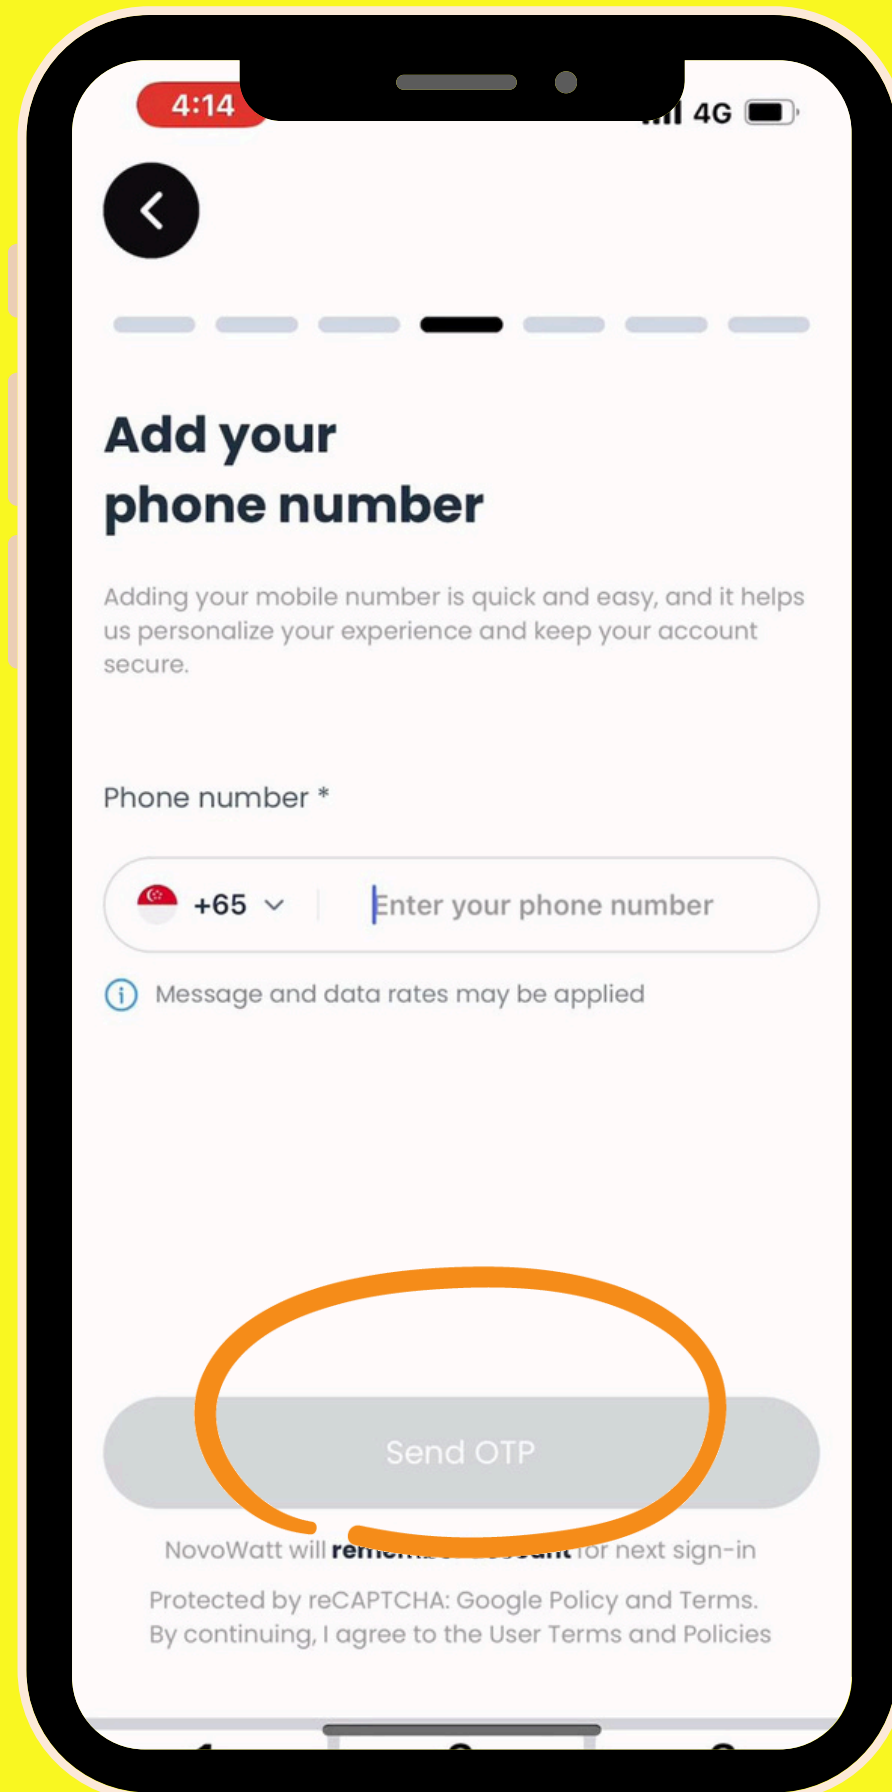 4:14
4G
Add your
phone number
Adding your mobile number is quick and easy, and it helps
us personalize your experience and keep your account
secure.
Phone number *
+65
Enter your phone number
Message and data rates may be applied
Send OTP
NovoWatt will for next sign-in
Protected by reCAPTCHA: Google Policy and Terms.
By continuing, I agree to the User Terms and Policies